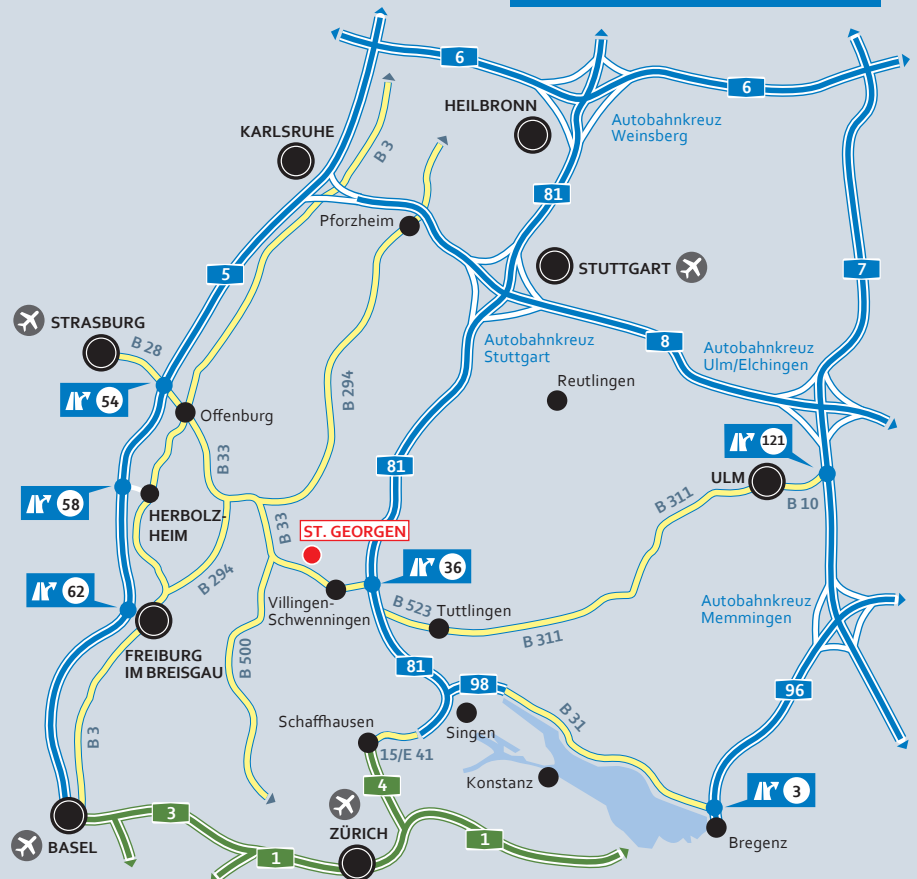 6
6
HEILBRONN
Autobahnkreuz
Weinsberg
KARLSRUHE
B 3
81
Pforzheim
5
STUTTGART
7
STRASBURG
B 28
Autobahnkreuz
Stuttgart
8
Autobahnkreuz
Ulm/Elchingen
54
Offenburg
B 294
Reutlingen
B 33
81
121
ULM
B 10
58
HERBOLZ-
HEIM
B 33
B 311
ST. GEORGEN
36
62
B 294
Villingen-
Schwenningen
B 523
Tuttlingen
B 311
Autobahnkreuz
Memmingen
FREIBURG
IM BREISGAU
B 500
81
98
96
B 3
Schaffhausen
Singen
B 31
15/E 41
Konstanz
4
3
3
1
BASEL
ZÜRICH
1
Bregenz